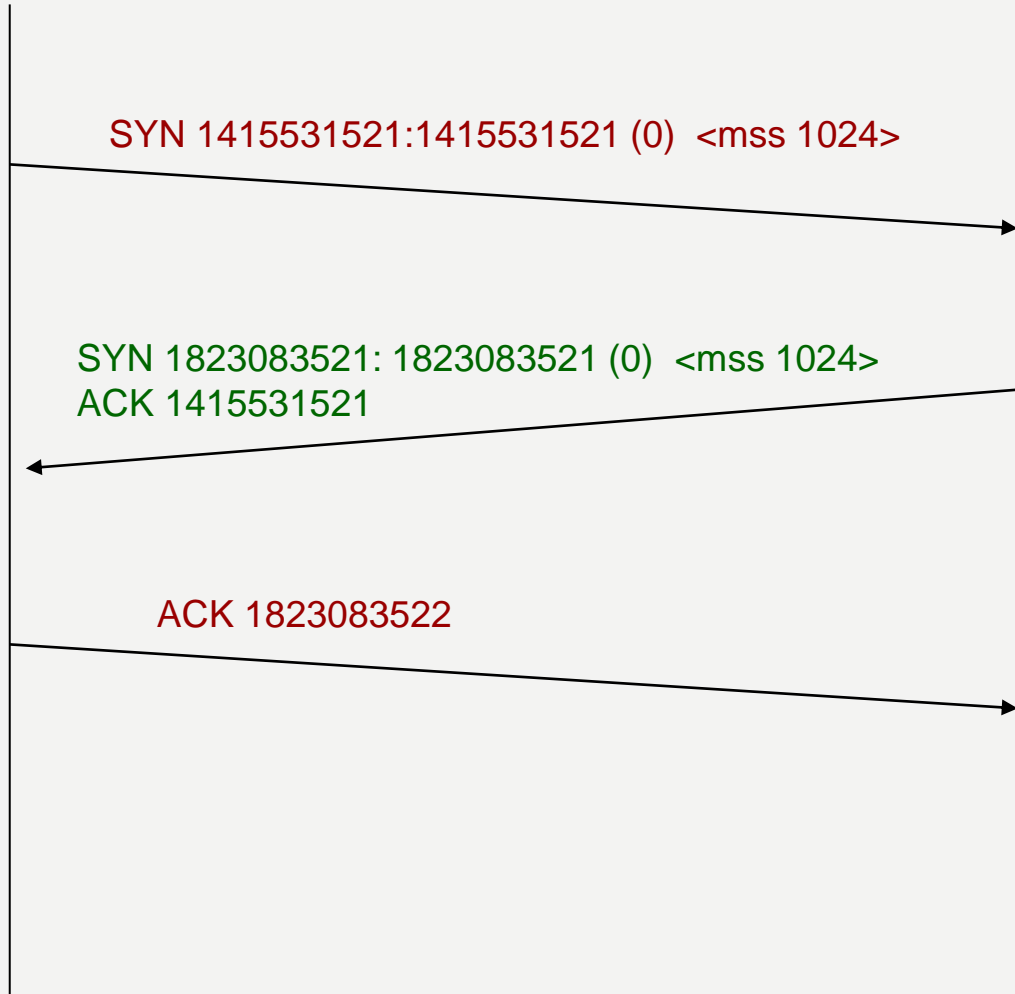 SYN 1415531521:1415531521 (0) <mss 1024>
SYN 1823083521: 1823083521 (0) <mss 1024>
ACK 1415531521
ACK 1823083522